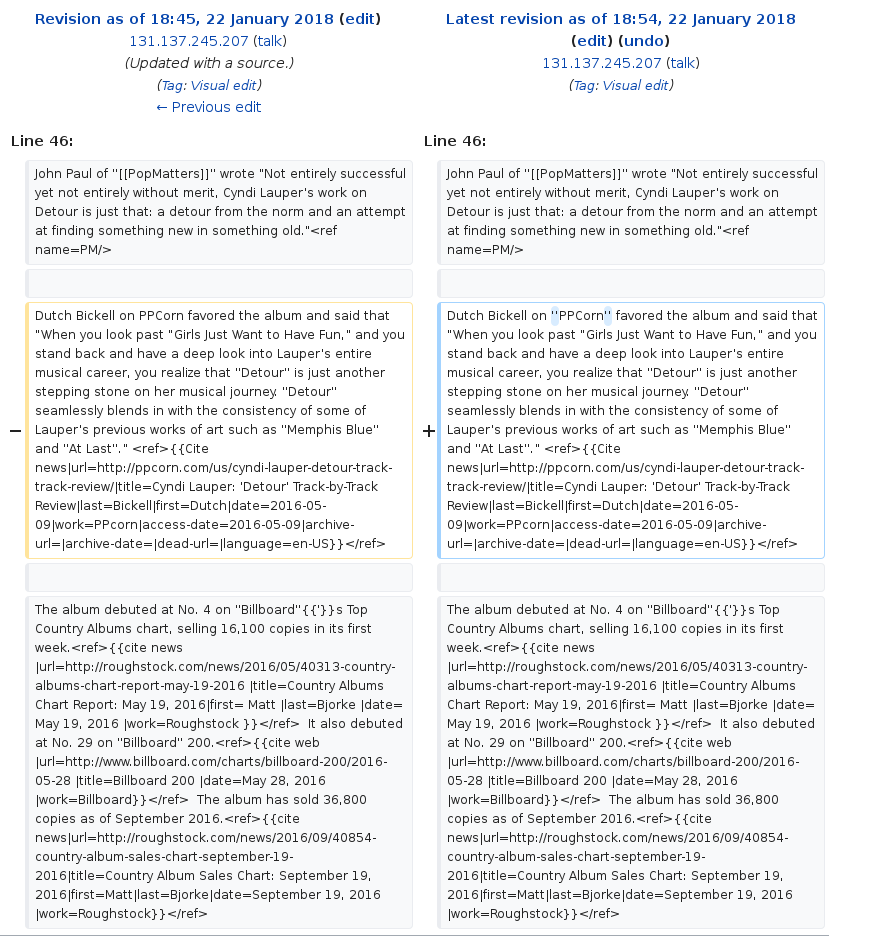 Revision as of 18:45, 22 January 2018 (edit)
131.137.245.207 (talk)
(Updated with a source.)
(Tag: Visual edit)
← Previous edit
Latest revision as of 18:54, 22 January 2018
(edit) (undo)
131.137.245.207 (talk)
(Tag: Visual edit)
Line 46:
Line 46:
John Paul of ''[[PopMatters]]'' wrote "Not entirely successful
yet not entirely without merit, Cyndi Lauper's work on
Detour is just that: a detour from the norm and an attempt
at finding something new in something old."<ref
name=PM/>
John Paul of ''[[PopMatters]]'' wrote "Not entirely successful
yet not entirely without merit, Cyndi Lauper's work on
Detour is just that: a detour from the norm and an attempt
at finding something new in something old."<ref
name=PM/>
−
Dutch Bickell on PPCorn favored the album and said that
"When you look past "Girls Just Want to Have Fun," and you
stand back and have a deep look into Lauper's entire
musical career, you realize that ''Detour'' is just another
stepping stone on her musical journey. ''Detour''
seamlessly blends in with the consistency of some of
Lauper's previous works of art such as ''Memphis Blue''
and ''At Last''." <ref>{{Cite
news|url=http://ppcorn.com/us/cyndi-lauper-detour-track-
track-review/|title=Cyndi Lauper: 'Detour' Track-by-Track
Review|last=Bickell|first=Dutch|date=2016-05-
09|work=PPcorn|access-date=2016-05-09|archive-
url=|archive-date=|dead-url=|language=en-US}}</ref>
+
Dutch Bickell on ''PPCorn'' favored the album and said that
"When you look past "Girls Just Want to Have Fun," and you
stand back and have a deep look into Lauper's entire
musical career, you realize that ''Detour'' is just another
stepping stone on her musical journey. ''Detour''
seamlessly blends in with the consistency of some of
Lauper's previous works of art such as ''Memphis Blue''
and ''At Last''." <ref>{{Cite
news|url=http://ppcorn.com/us/cyndi-lauper-detour-track-
track-review/|title=Cyndi Lauper: 'Detour' Track-by-Track
Review|last=Bickell|first=Dutch|date=2016-05-
09|work=PPcorn|access-date=2016-05-09|archive-
url=|archive-date=|dead-url=|language=en-US}}</ref>
The album debuted at No. 4 on ''Billboard''{{'}}s Top
Country Albums chart, selling 16,100 copies in its first
week.<ref>{{cite news
|url=http://roughstock.com/news/2016/05/40313-country-
albums-chart-report-may-19-2016 |title=Country Albums
Chart Report: May 19, 2016|first= Matt |last=Bjorke |date=
May 19, 2016 |work=Roughstock }}</ref>  It also debuted
at No. 29 on ''Billboard'' 200.<ref>{{cite web
|url=http://www.billboard.com/charts/billboard-200/2016-
05-28 |title=Billboard 200 |date=May 28, 2016
|work=Billboard}}</ref>  The album has sold 36,800
copies as of September 2016.<ref>{{cite
news|url=http://roughstock.com/news/2016/09/40854-
country-album-sales-chart-september-19-
2016|title=Country Album Sales Chart: September 19,
2016|first=Matt|last=Bjorke|date=September 19, 2016
|work=Roughstock}}</ref>
The album debuted at No. 4 on ''Billboard''{{'}}s Top
Country Albums chart, selling 16,100 copies in its first
week.<ref>{{cite news
|url=http://roughstock.com/news/2016/05/40313-country-
albums-chart-report-may-19-2016 |title=Country Albums
Chart Report: May 19, 2016|first= Matt |last=Bjorke |date=
May 19, 2016 |work=Roughstock }}</ref>  It also debuted
at No. 29 on ''Billboard'' 200.<ref>{{cite web
|url=http://www.billboard.com/charts/billboard-200/2016-
05-28 |title=Billboard 200 |date=May 28, 2016
|work=Billboard}}</ref>  The album has sold 36,800
copies as of September 2016.<ref>{{cite
news|url=http://roughstock.com/news/2016/09/40854-
country-album-sales-chart-september-19-
2016|title=Country Album Sales Chart: September 19,
2016|first=Matt|last=Bjorke|date=September 19, 2016
|work=Roughstock}}</ref>